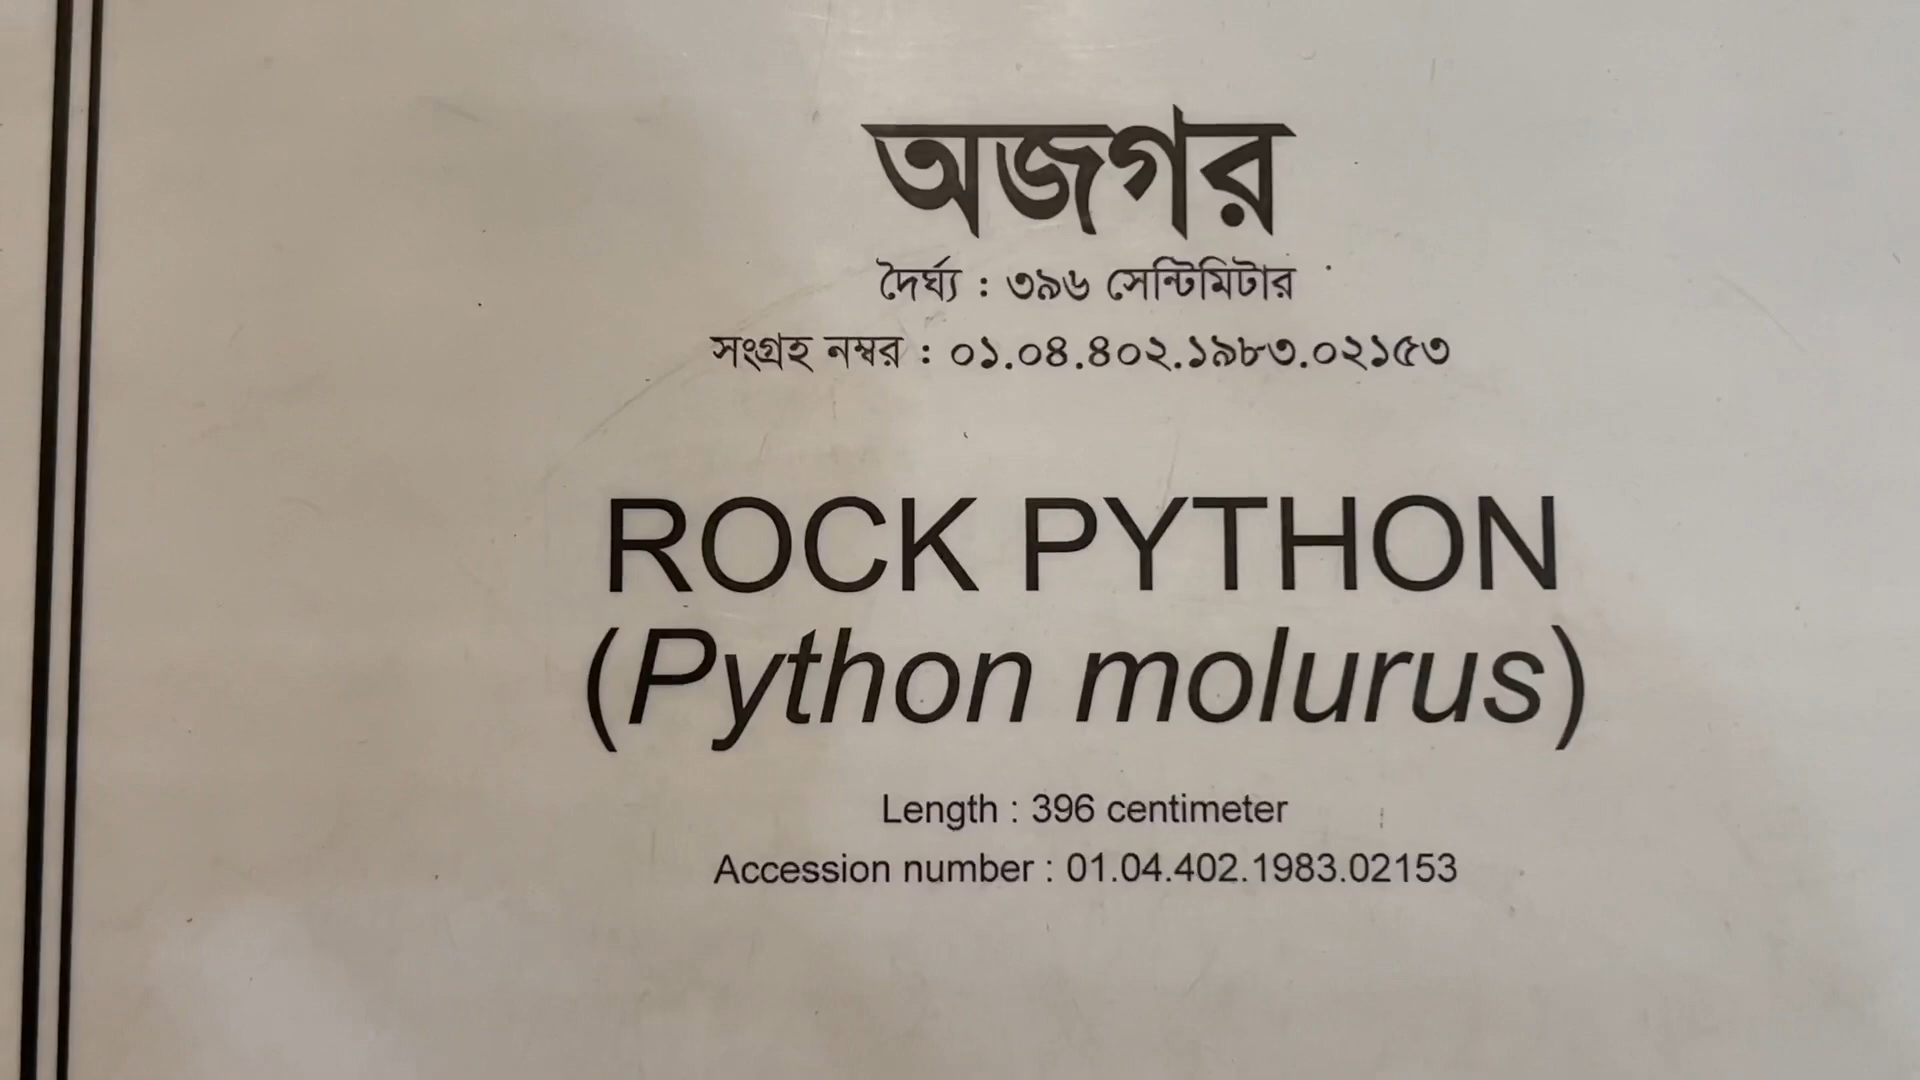 অজগর
দৈর্ঘ্য : ৩৯৬ সেন্টিমিটার
সংগ্রহ নম্বর : ০১.০৪.৪০২.১৯৮৩.০২১৫৩
ROCK PYTHON
(Python molurus)
Length : 396 centimeter
Accession number : 01.04.402.1983.02153